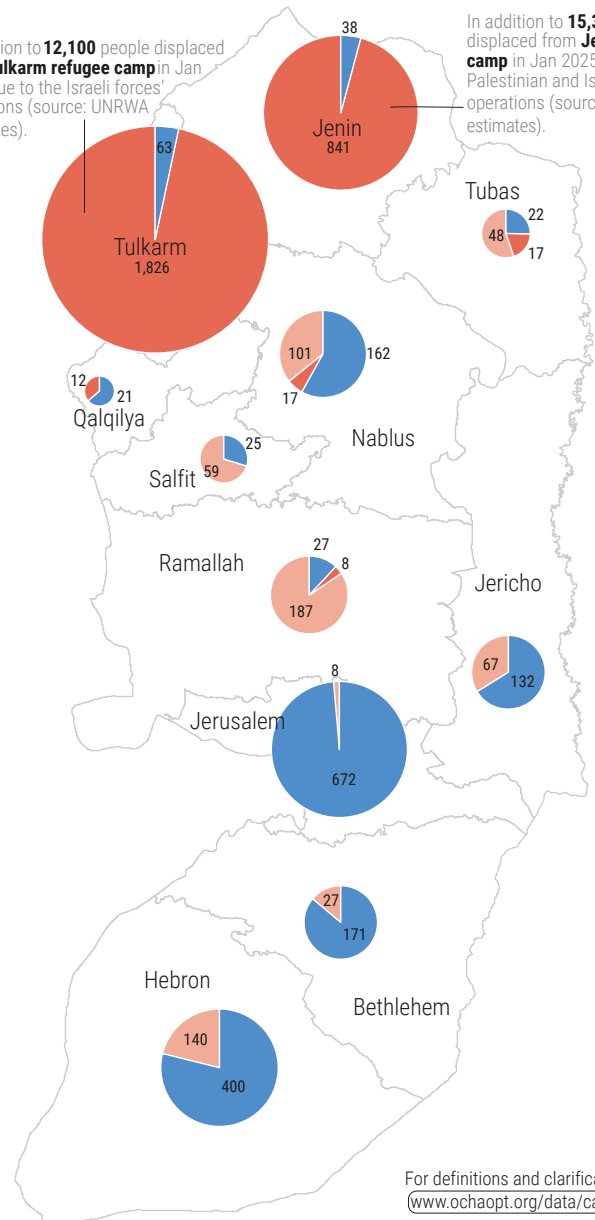 tion to 12,100 people displaced
ulkarm refugee camp in Jan
ue to the Israeli forces'
ons (source: UNRWA
es).
In addition to 15,3
displaced from Je
camp in Jan 2025
Palestinian and Is
operations (sourc
estimates).
38
Jenin
841
63
Tulkarm
1,826
Tubas
22
48
17
101
162
17
Nablus
12
21
Qalqilya
25
59
Salfit
Ramallah
27
8
187
Jericho
67
132
8
Jerusalem
672
27
171
Bethlehem
Hebron
140
400
For definitions and clarifica
www.ochaopt.org/data/ca